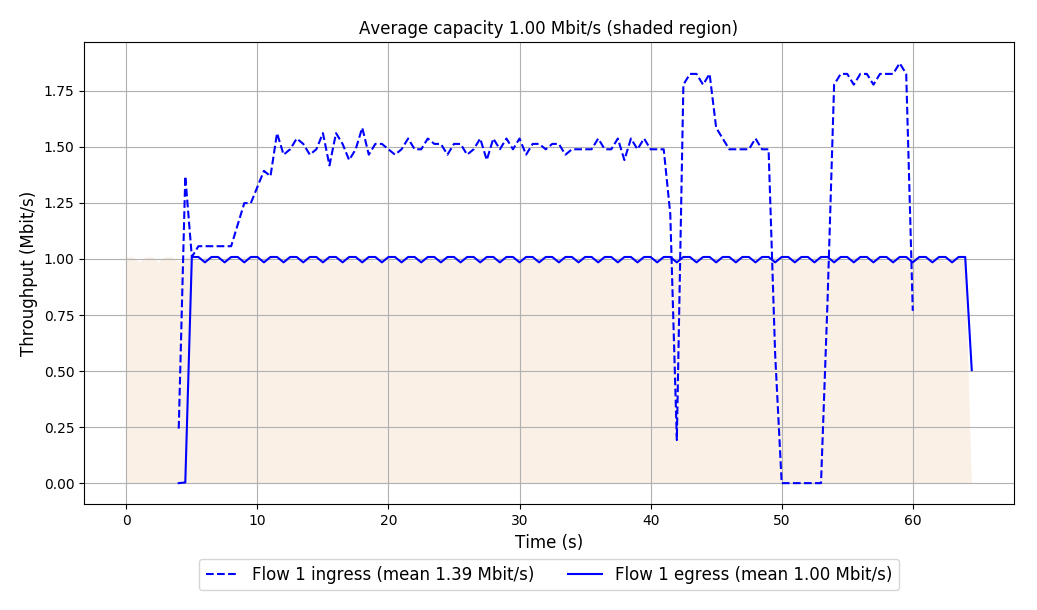 Average capacity 1.00 Mbit/s (shaded region)
Throughput (Mbit/s)
1.75
1.50
1.25
1.00
0.75
0.50
0.25
0.00
0 10 20 30 40 50 60
Time (s)
Flow 1 ingress (mean 1.39 Mbit/s) Flow 1 egress (mean 1.00 Mbit/s)